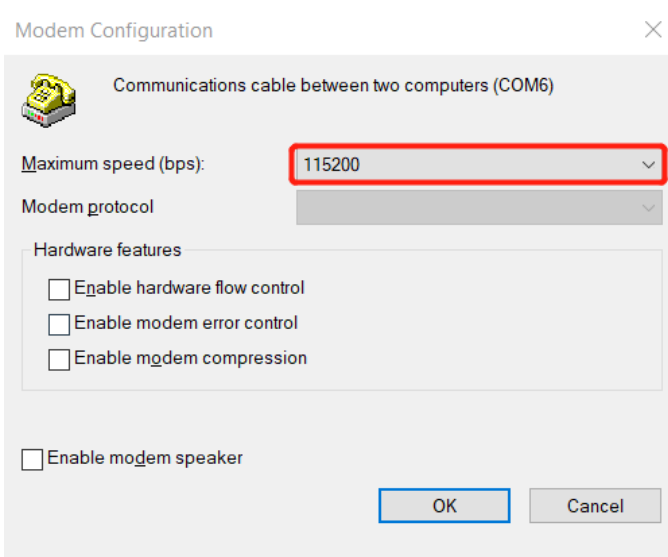 Modem Configuration
Communications cable between two computers (COM6)
Maximum speed (bps): 115200
Modem protocol
Hardware features
Enable hardware flow control
Enable modem error control
Enable modem compression
Enable modem speaker
OK Cancel